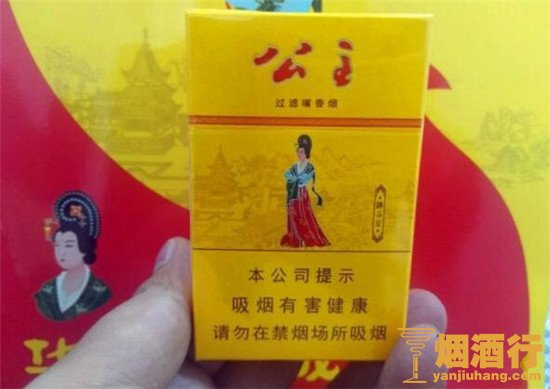 公主
过滤嘴香烟
本公司提示
吸烟有害健康
请勿在禁烟场所吸烟
烟酒行
yanjiuhang.com